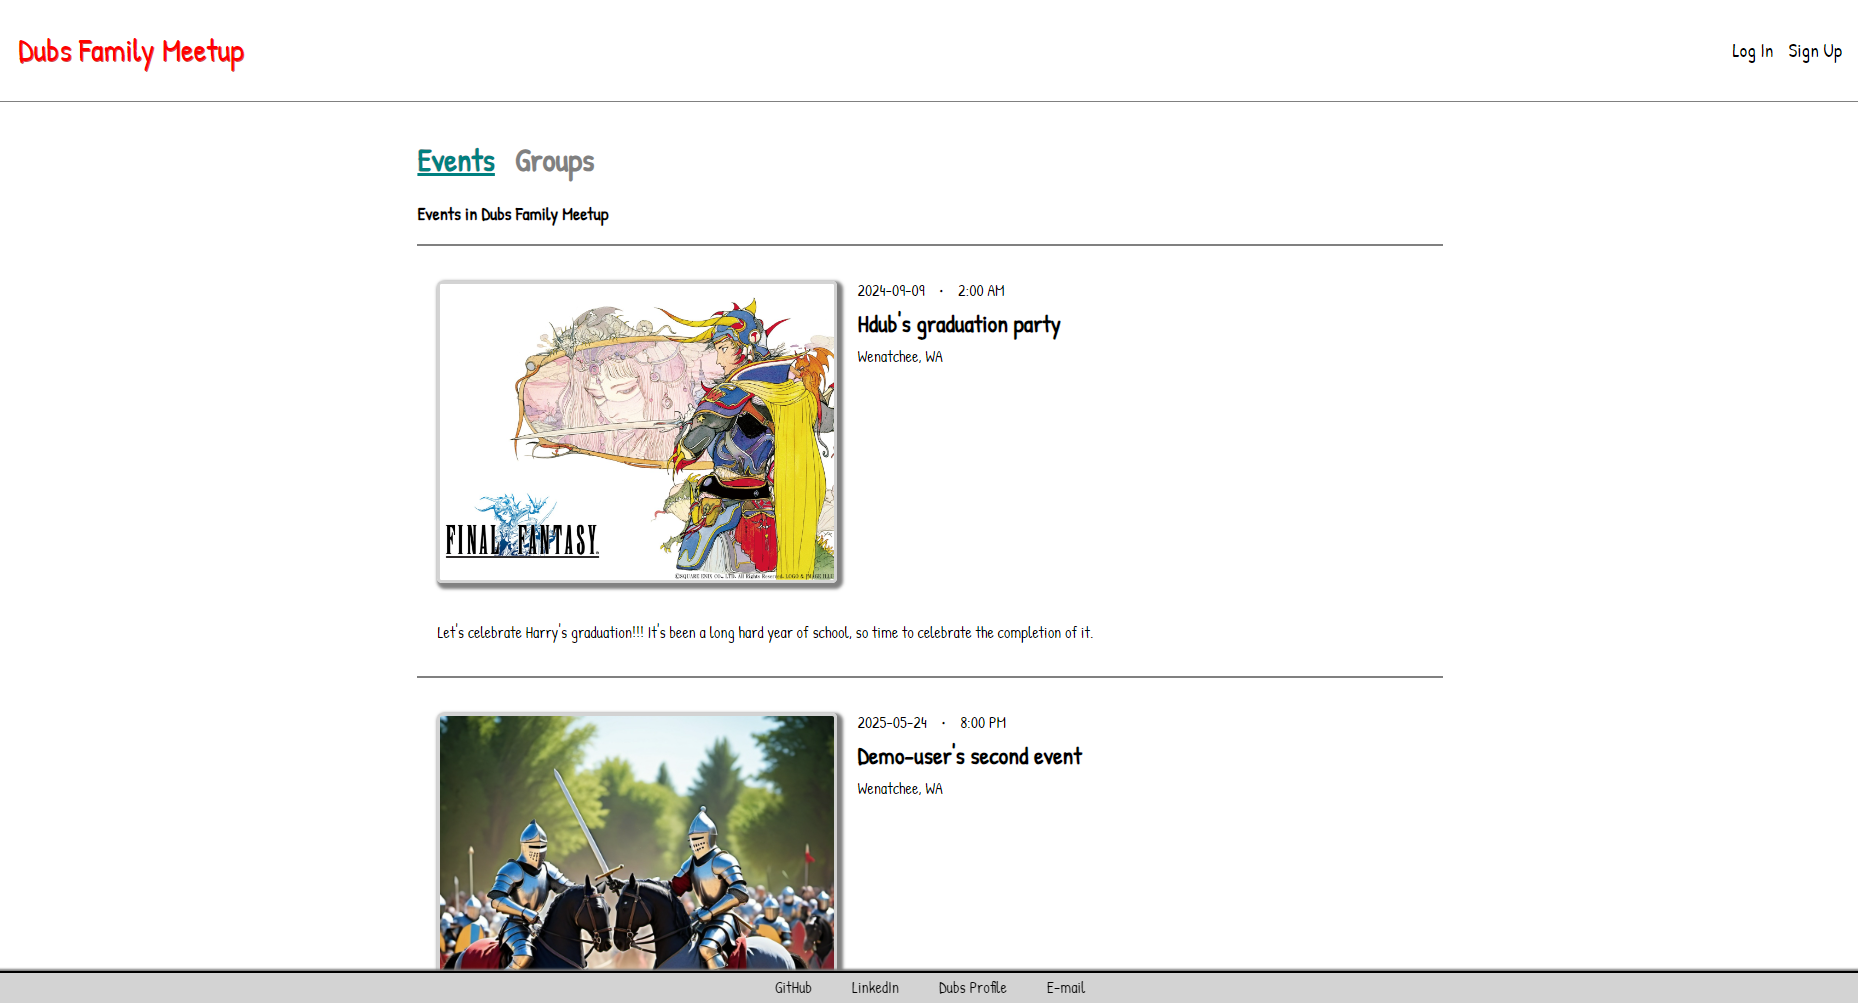 Dubs Family Meetup
Log In Sign Up
Events Groups
Events in Dubs Family Meetup
2024-09-09 • 2:00 AM
Hdub's graduation party
Wenatchee, WA
FINAL FANTASY
Let's celebrate Harry's graduation!!! It's been a long hard year of school, so time to celebrate the completion of it.
2025-05-24 • 8:00 PM
Demo-user's second event
Wenatchee, WA
GitHub LinkedIn Dubs Profile E-mail